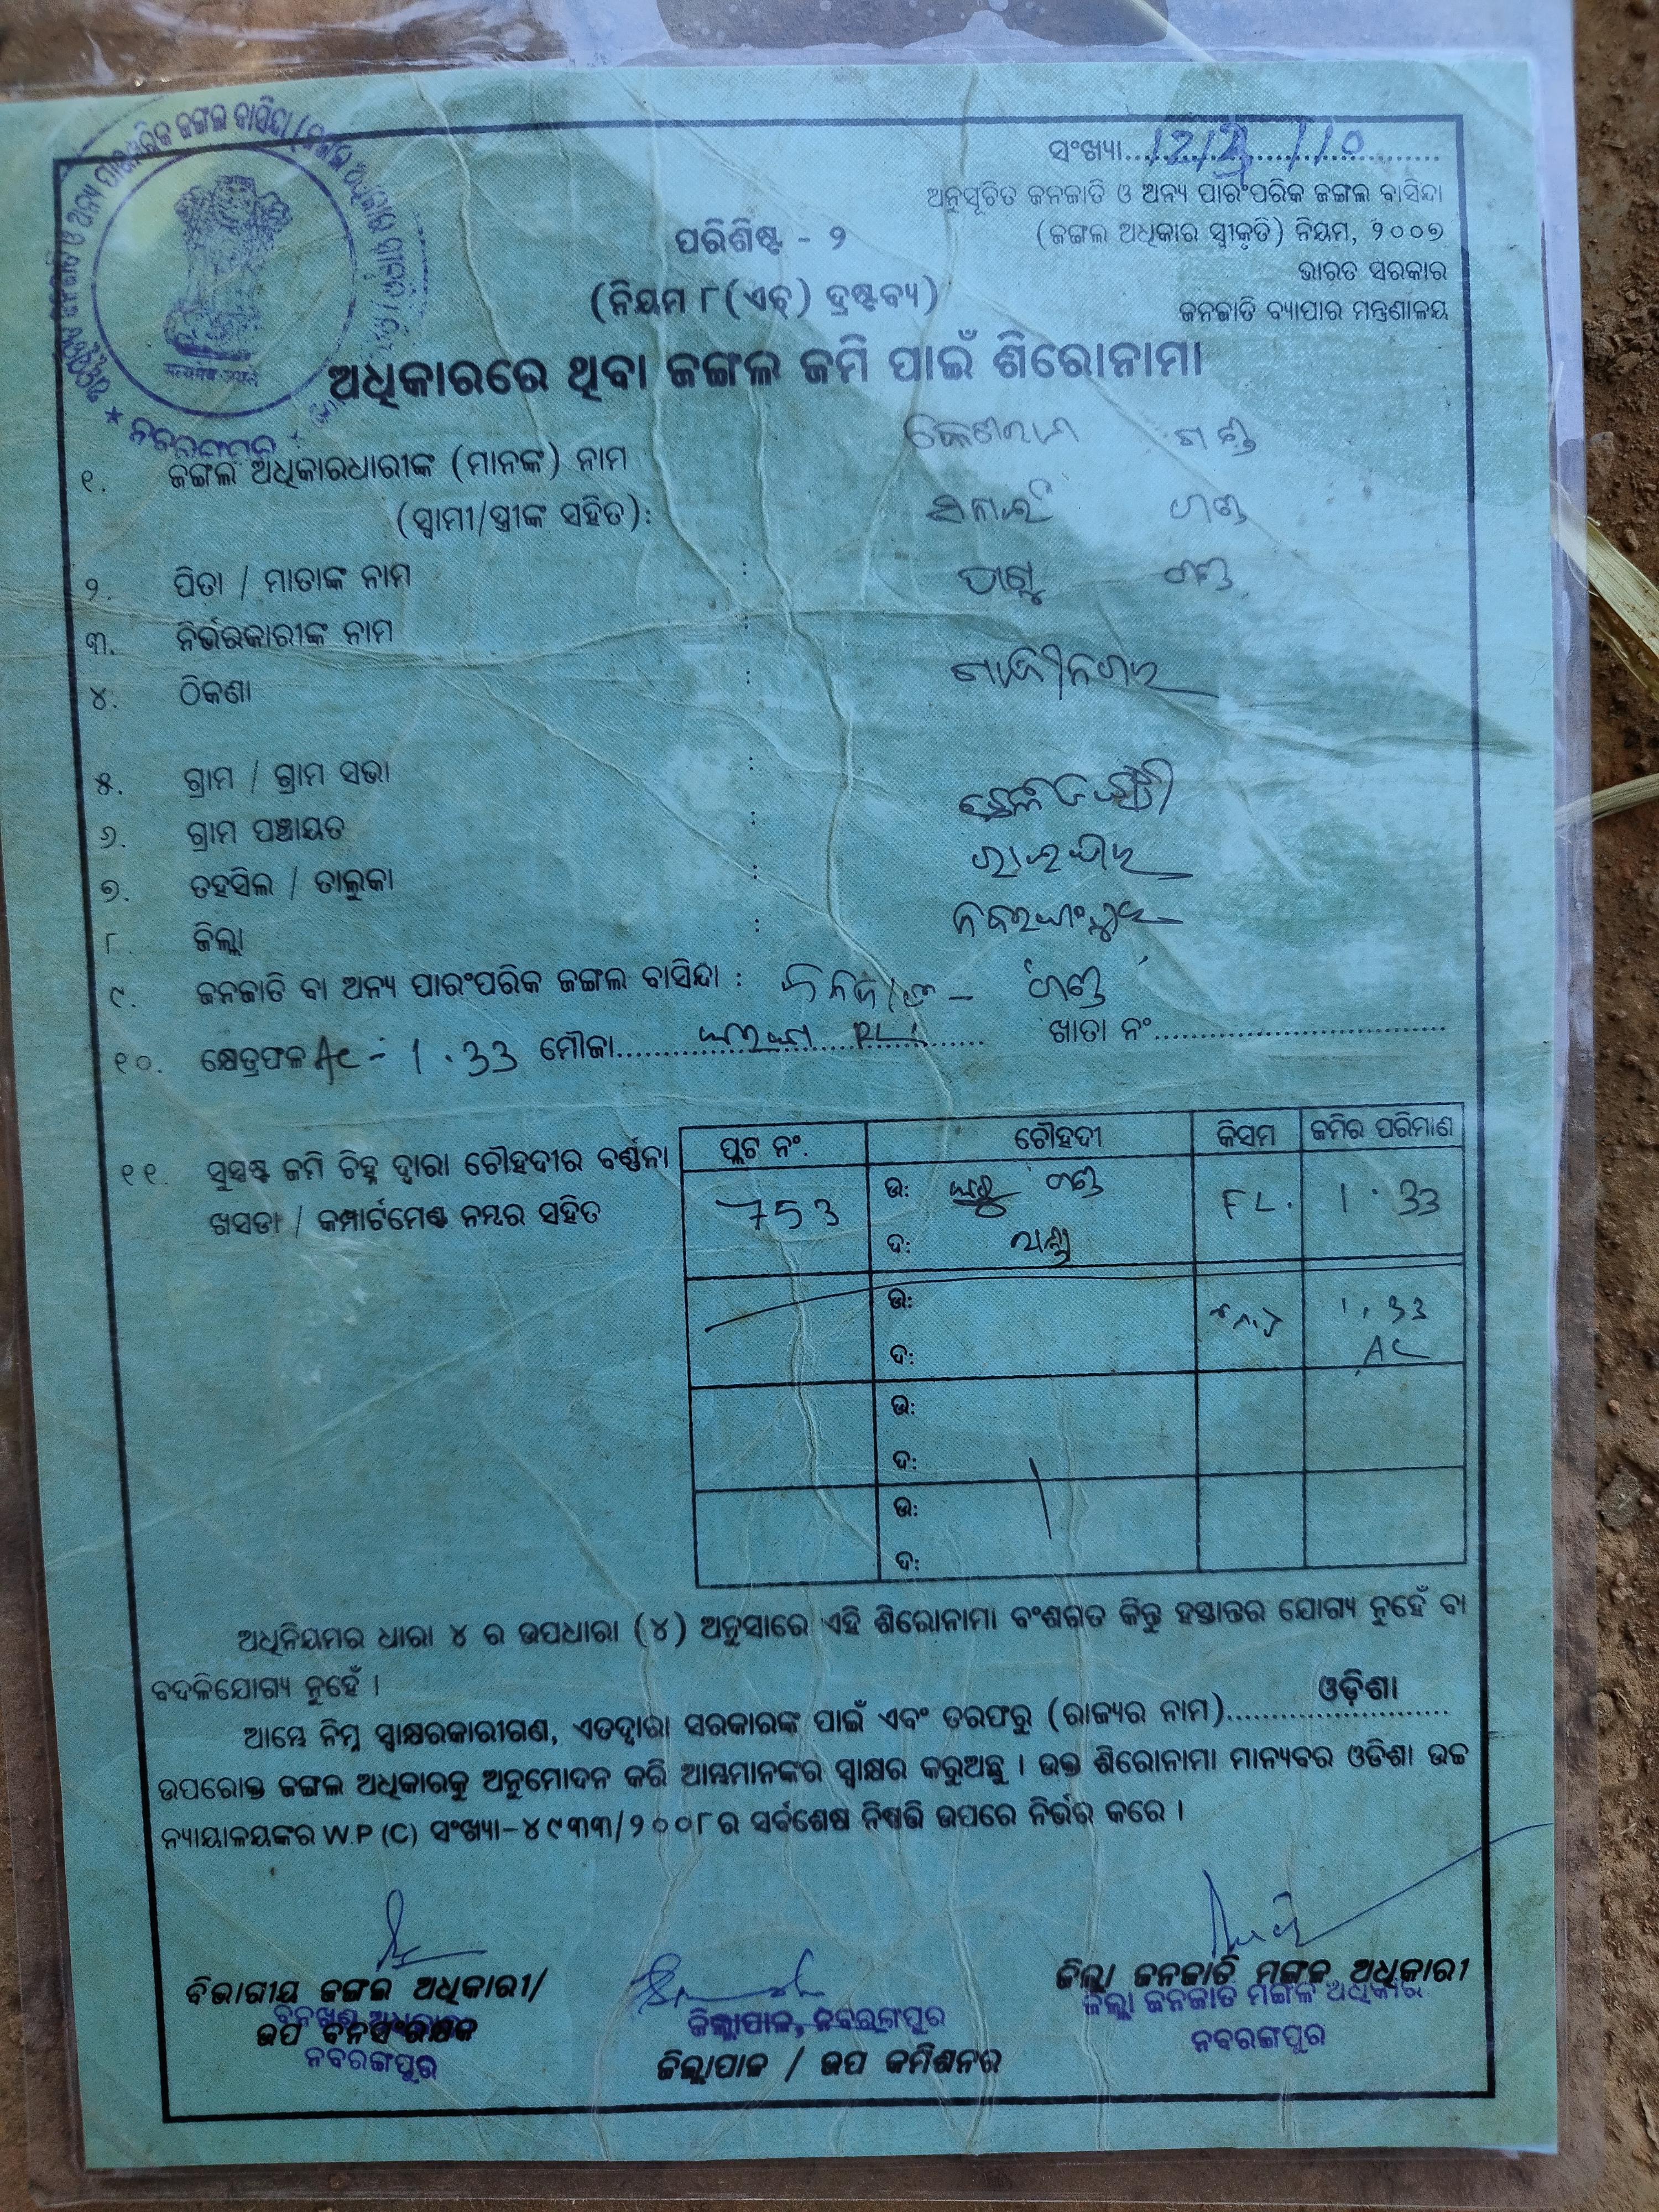 ସଂଖ୍ୟା
ଅନୁସୂଚିତ ଜନଜାତି ଓ ଅନ୍ୟ ପାରଂପରିକ ଜଙ୍ଗଲ ବାସିନ୍ଦା
(ଜଙ୍ଗଲ ଅଧିକାର ସ୍ୱୀକୃତି) ନିୟମ, ୨୦୦୭
ଭାରତ ସରକାର
ଜନଜାତି ବ୍ୟାପାର ମନ୍ତ୍ରଣାଳୟ
ପରିଶିଷ୍ଟ - ୨
(ନିୟମ ୮(ଏଚ୍) ଦ୍ରଷ୍ଟବ୍ୟ)
ଅଧିକାରରେ ଥିବା ଜଙ୍ଗଲ ଜମି ପାଇଁ ଶିରୋନାମା
୧. ଜଙ୍ଗଲ ଅଧିକାରଧାରୀଙ୍କ (ମାନଙ୍କ) ନାମ
(ସ୍ୱାମୀ/ସ୍ତ୍ରୀଙ୍କ ସହିତ):
୨. ପିତା / ମାତାଙ୍କ ନାମ :
୩. ନିର୍ଭରକାରୀଙ୍କ ନାମ :
୪. ଠିକଣା :
୫. ଗ୍ରାମ / ଗ୍ରାମ ସଭା :
୬. ଗ୍ରାମ ପଞ୍ଚାୟତ :
୭. ତହସିଲ / ତାଲୁକା : ରାଇଘର
୮. ଜିଲ୍ଲା :
୯. ଜନଜାତି ବା ଅନ୍ୟ ପାରଂପରିକ ଜଙ୍ଗଲ ବାସିନ୍ଦା :
୧୦. କ୍ଷେତ୍ରଫଳ AC - 1.33 ମୌଜା ଖାତା ନଂ
୧୧. ସୁସ୍ପଷ୍ଟ ଜମି ଚିହ୍ନ ଦ୍ୱାରା ଚୌହଦୀର ବର୍ଣ୍ଣନା
ଖସଡା / କମ୍ପାର୍ଟମେଣ୍ଟ ନମ୍ବର ସହିତ
ପ୍ଲଟ ନଂ. ଚୌହଦୀ କିସମ ଜମିର ପରିମାଣ
753 ଉ: FL. 1.33
ଦ:
ଉ: 1.33
ଦ: AC
ଉ:
ଦ:
ଉ:
ଦ:
ଅଧିନିୟମର ଧାରା ୪ ର ଉପଧାରା (୪) ଅନୁସାରେ ଏହି ଶିରୋନାମା ବଂଶଗତ କିନ୍ତୁ ହସ୍ତାନ୍ତର ଯୋଗ୍ୟ ନୁହେଁ ବା
ବଦଳିଯୋଗ୍ୟ ନୁହେଁ ।
ଆମ୍ଭେ ନିମ୍ନ ସ୍ୱାକ୍ଷରକାରୀଗଣ, ଏତଦ୍ୱାରା ସରକାରଙ୍କ ପାଇଁ ଏବଂ ତରଫରୁ (ରାଜ୍ୟର ନାମ) ଓଡ଼ିଶା
ଉପରୋକ୍ତ ଜଙ୍ଗଲ ଅଧିକାରକୁ ଅନୁମୋଦନ କରି ଆମ୍ଭମାନଙ୍କର ସ୍ୱାକ୍ଷର କରୁଅଛୁ । ଉକ୍ତ ଶିରୋନାମା ମାନ୍ୟବର ଓଡିଶା ଉଚ୍ଚ
ନ୍ୟାୟାଳୟଙ୍କର W.P (C) ସଂଖ୍ୟା-୪୯୩୩/୨୦୦୮ ର ସର୍ବଶେଷ ନିଷ୍ପତ୍ତି ଉପରେ ନିର୍ଭର କରେ ।
ବିଭାଗୀୟ ଜଙ୍ଗଲ ଅଧିକାରୀ/
ଉପ ବନସଂରକ୍ଷକ
ନବରଙ୍ଗପୁର
ଜିଲ୍ଲାପାଳ, ନବରଙ୍ଗପୁର
ଜିଲ୍ଲାପାଳ / ଉପ କମିଶନର
ଜିଲ୍ଲା ଜନଜାତି ମଙ୍ଗଳ ଅଧିକାରୀ
ଜିଲ୍ଲା ଜନଜାତି ମଙ୍ଗଳ ଅଧିକାରୀ
ନବରଙ୍ଗପୁର